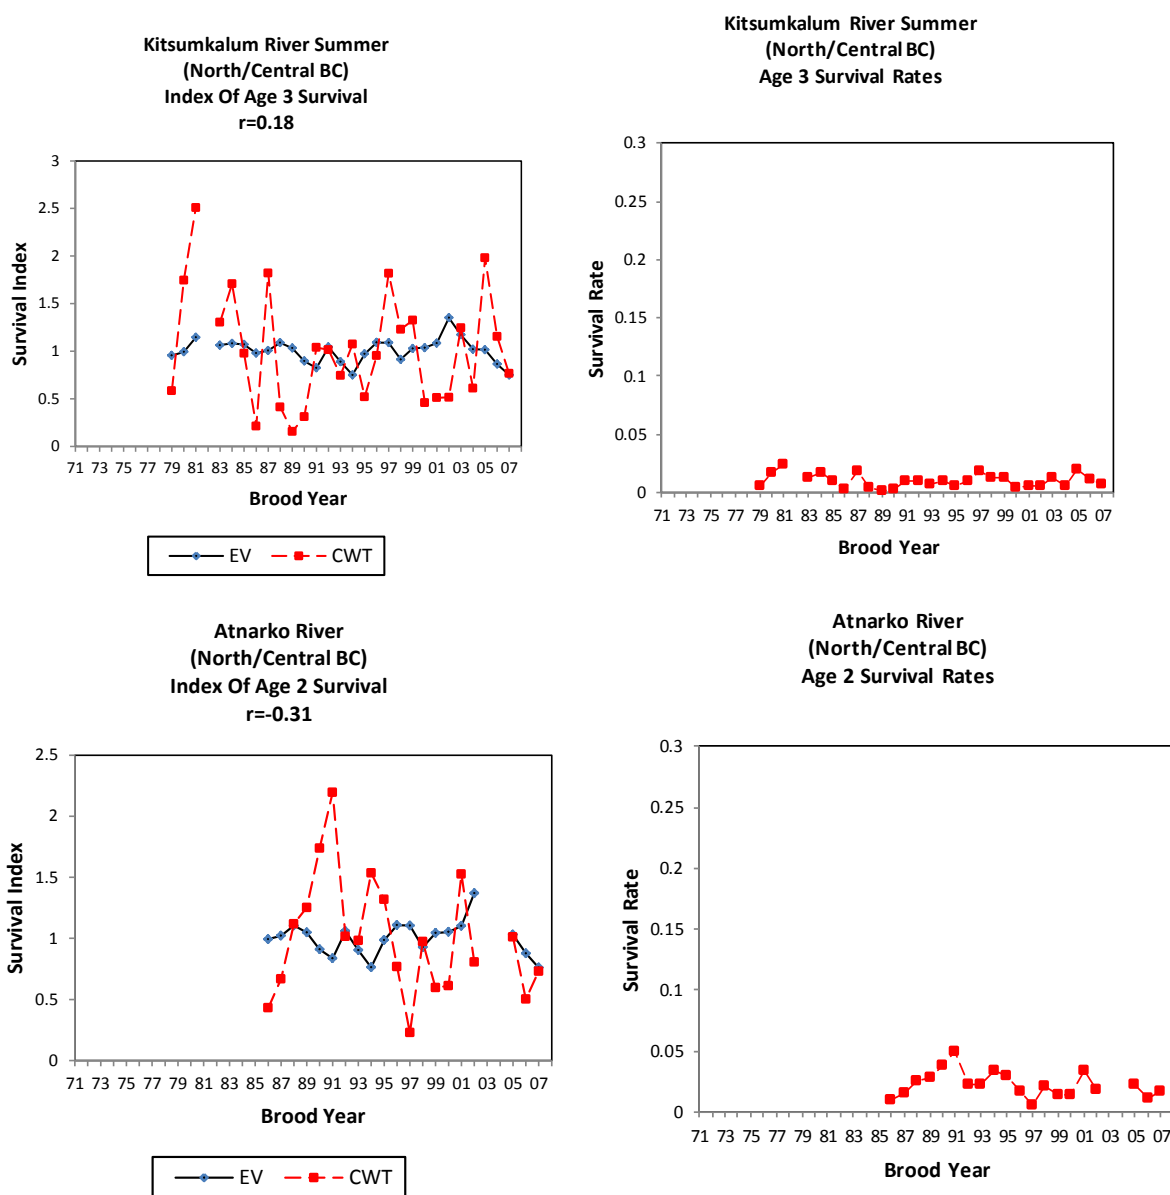 Kitsumkalum River Summer
(North/Central BC)
Index Of Age 3 Survival
r=0.18
3
2.5
2
1.5
1
0.5
0
Survival Index
71 73 75 77 79 81 83 85 87 89 91 93 95 97 99 01 03 05 07
Brood Year
EV CWT
Kitsumkalum River Summer
(North/Central BC)
Age 3 Survival Rates
0.3
0.25
0.2
0.15
0.1
0.05
0
Survival Rate
71 73 75 77 79 81 83 85 87 89 91 93 95 97 99 01 03 05 07
Brood Year
Atnarko River
(North/Central BC)
Index Of Age 2 Survival
r=-0.31
2.5
2
1.5
1
0.5
0
Survival Index
71 73 75 77 79 81 83 85 87 89 91 93 95 97 99 01 03 05 07
Brood Year
EV CWT
Atnarko River
(North/Central BC)
Age 2 Survival Rates
0.3
0.25
0.2
0.15
0.1
0.05
0
Survival Rate
71 73 75 77 79 81 83 85 87 89 91 93 95 97 99 01 03 05 07
Brood Year